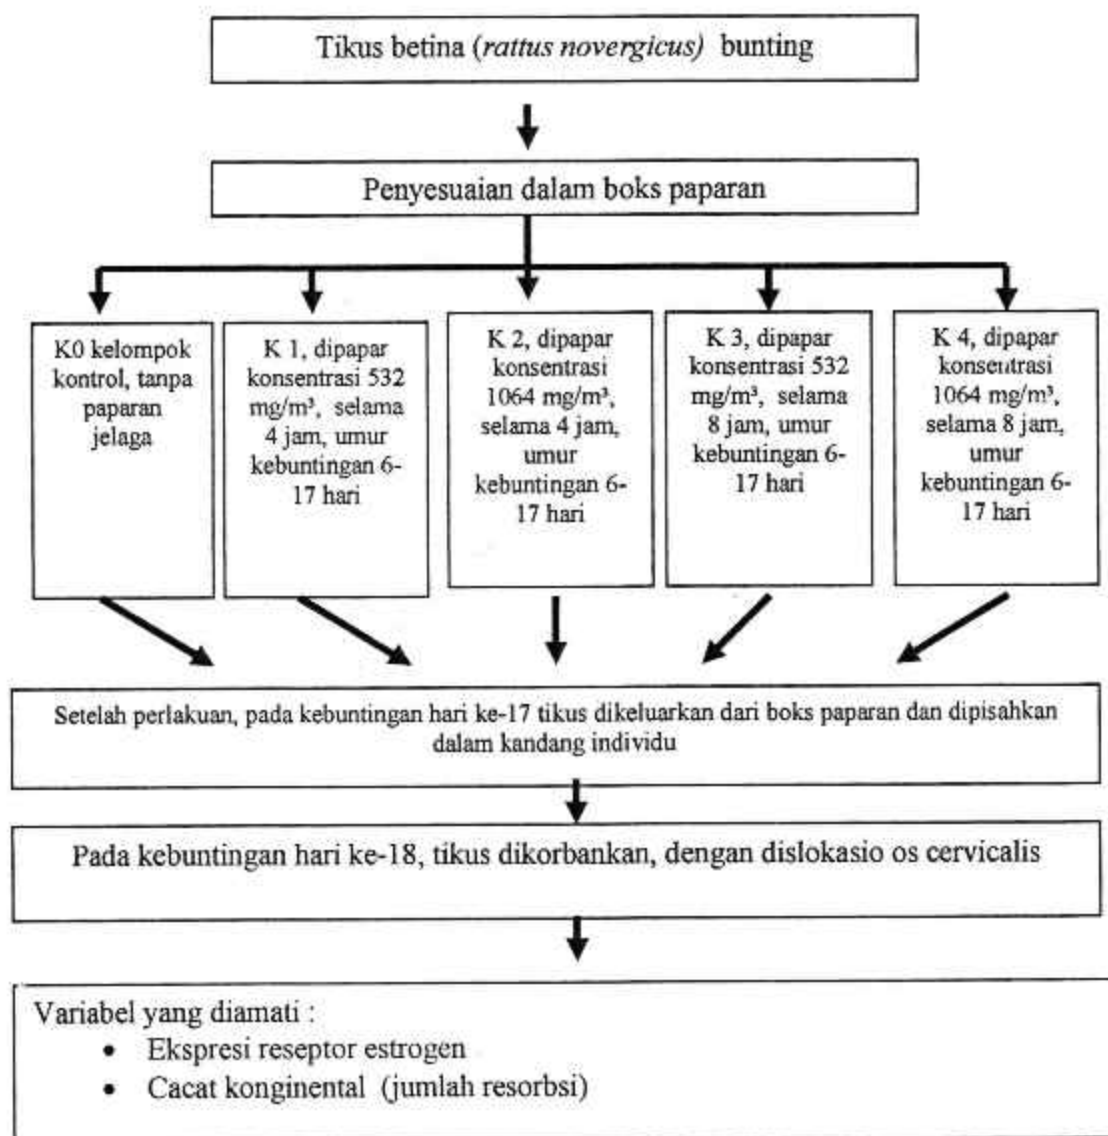 Tikus betina (rattus novergicus) bunting
Penyesuaian dalam boks paparan
K0 kelompok
kontrol, tanpa
paparan
jelaga
K 1, dipapar
konsentrasi 532
mg/m³, selama
4 jam, umur
kebuntingan 6-
17 hari
K 2, dipapar
konsentrasi
1064 mg/m³,
selama 4 jam,
umur
kebuntingan 6-
17 hari
K 3, dipapar
konsentrasi 532
mg/m³, selama
8 jam, umur
kebuntingan 6-
17 hari
K 4, dipapar
konsentrasi
1064 mg/m³,
selama 8 jam,
umur
kebuntingan 6-
17 hari
Setelah perlakuan, pada kebuntingan hari ke-17 tikus dikeluarkan dari boks paparan dan dipisahkan
dalam kandang individu
Pada kebuntingan hari ke-18, tikus dikorbankan, dengan dislokasio os cervicalis
Variabel yang diamati :
• Ekspresi reseptor estrogen
• Cacat konginental (jumlah resorbsi)